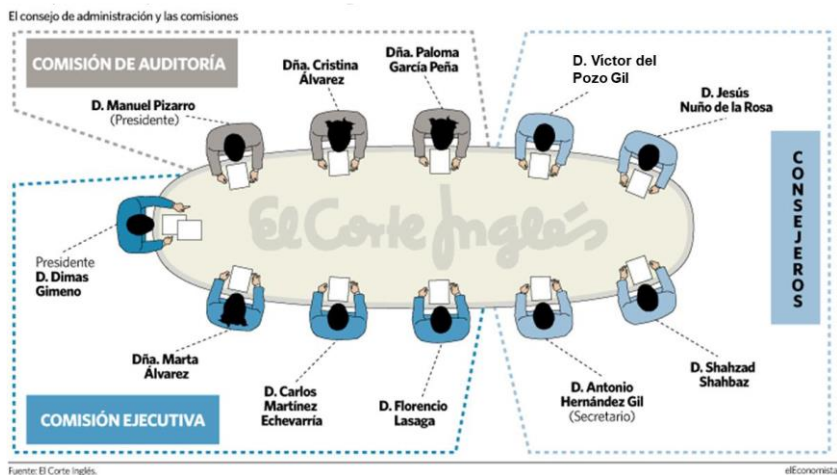 El consejo de administración y las comisiones
COMISIÓN DE AUDITORÍA
D. Manuel Pizarro
(Presidente)
Dña. Cristina
Álvarez
Dña. Paloma
García Peña
D. Víctor del
Pozo Gil
D. Jesús
Nuño de la Rosa
CONSEJEROS
El Corte Inglés
Presidente
D. Dimas
Gimeno
Dña. Marta
Álvarez
D. Carlos
Martínez
Echevarría
D. Florencio
Lasaga
D. Antonio
Hernández Gil
(Secretario)
D. Shahzad
Shahbaz
COMISIÓN EJECUTIVA
Fuente: El Corte Inglés.
elEconomista